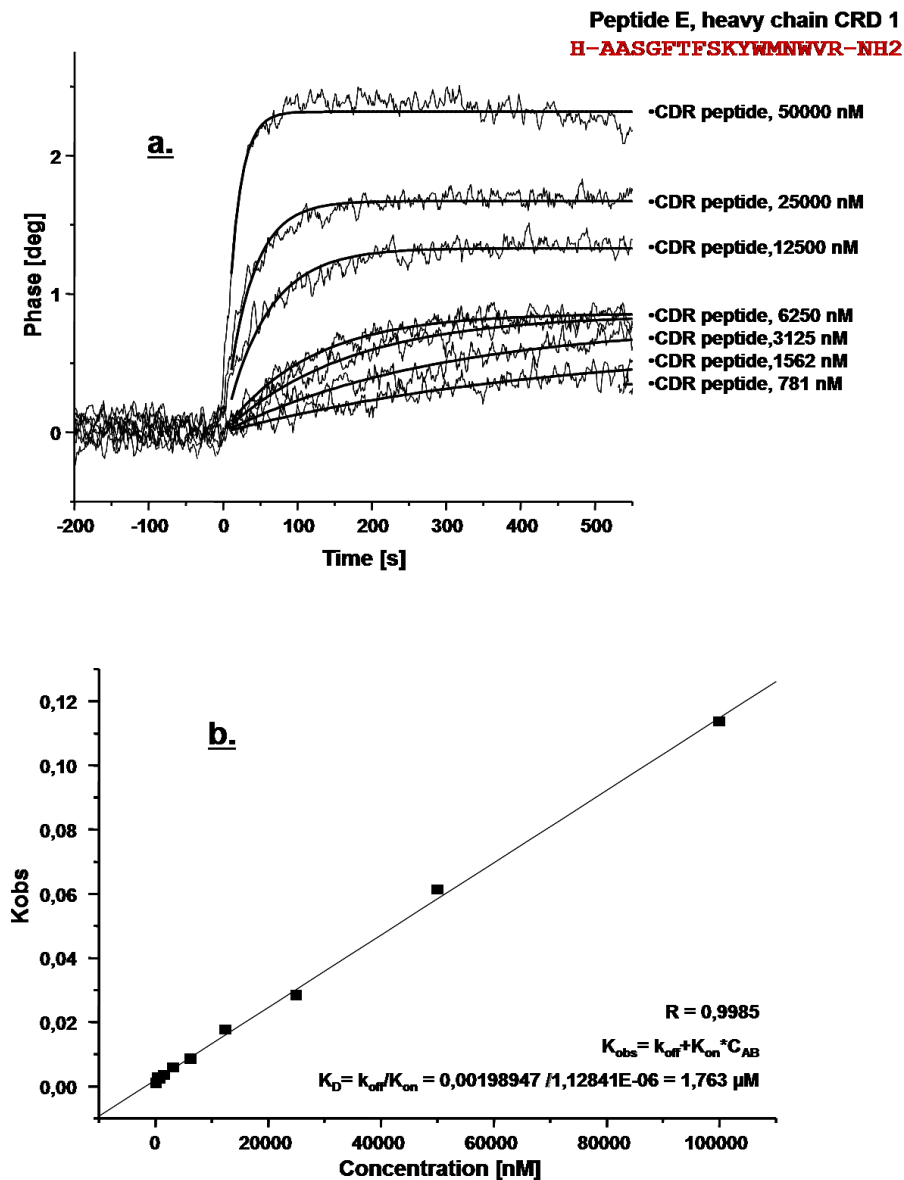 Peptide E, heavy chain CRD 1
H-AASGFTFSKYWMNWVR-NH2
a.
Phase [deg]
2
1
0
•CDR peptide, 50000 nM
•CDR peptide, 25000 nM
•CDR peptide,12500 nM
•CDR peptide, 6250 nM
•CDR peptide,3125 nM
•CDR peptide,1562 nM
•CDR peptide, 781 nM
-200 -100 0 100 200 300 400 500
Time [s]
b.
Kobs
0,12
0,10
0,08
0,06
0,04
0,02
0,00
R = 0,9985
Kobs= koff+Kon*CAB
KD= koff/Kon = 0,00198947 /1,12841E-06 = 1,763 µM
0 20000 40000 60000 80000 100000
Concentration [nM]